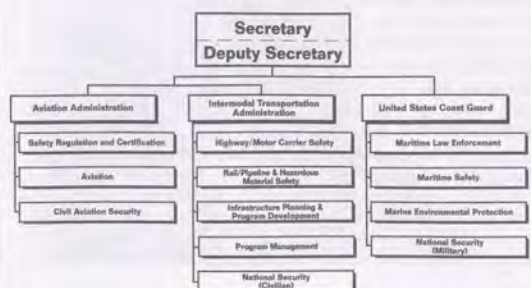 Secretary
Deputy Secretary
Aviation Administration
Safety Regulation and Certification
Aviation
Civil Aviation Security
Intermodal Transportation
Administration
Highway/Motor Carrier Safety
Rail/Pipeline & Hazardous
Material Safety
Infrastructure Planning &
Program Development
Program Management
National Security
(Civilian)
United States Coast Guard
Maritime Law Enforcement
Maritime Safety
Marine Environmental Protection
National Security
(Military)